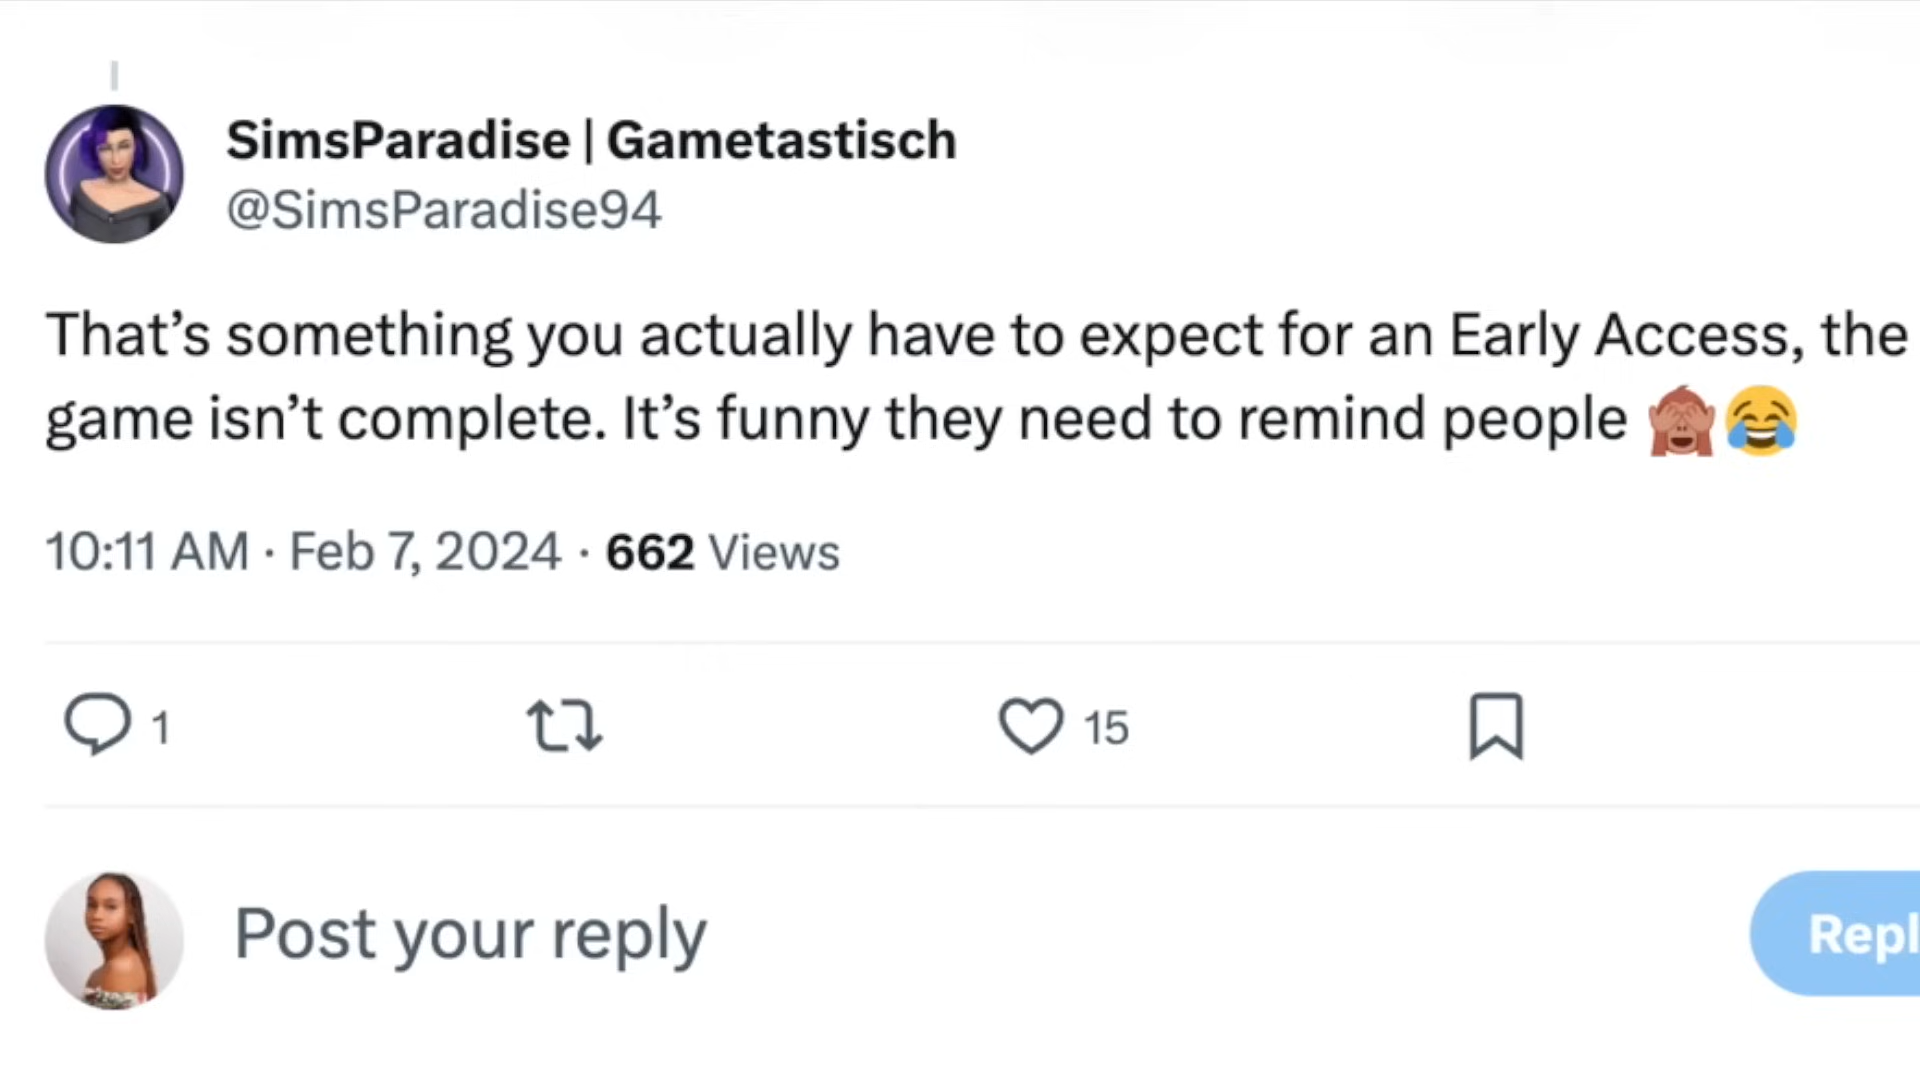 SimsParadise | Gametastisch
@SimsParadise94
That’s something you actually have to expect for an Early Access, the
game isn’t complete. It’s funny they need to remind people 🙈😂
10:11 AM · Feb 7, 2024 · 662 Views
1 15
Post your reply
Repl